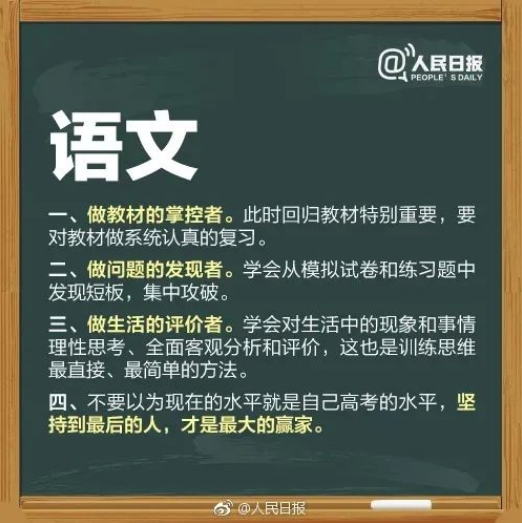 @人民日报
PEOPLE'S DAILY
语文
一、做教材的掌控者。此时回归教材特别重要，要
对教材做系统认真的复习。
二、做问题的发现者。学会从模拟试卷和练习题中
发现短板，集中攻破。
三、做生活的评价者。学会对生活中的现象和事情
理性思考、全面客观分析和评价，这也是训练思维
最直接、最简单的方法。
四、不要以为现在的水平就是自己高考的水平，坚
持到最后的人，才是最大的赢家。
@人民日报